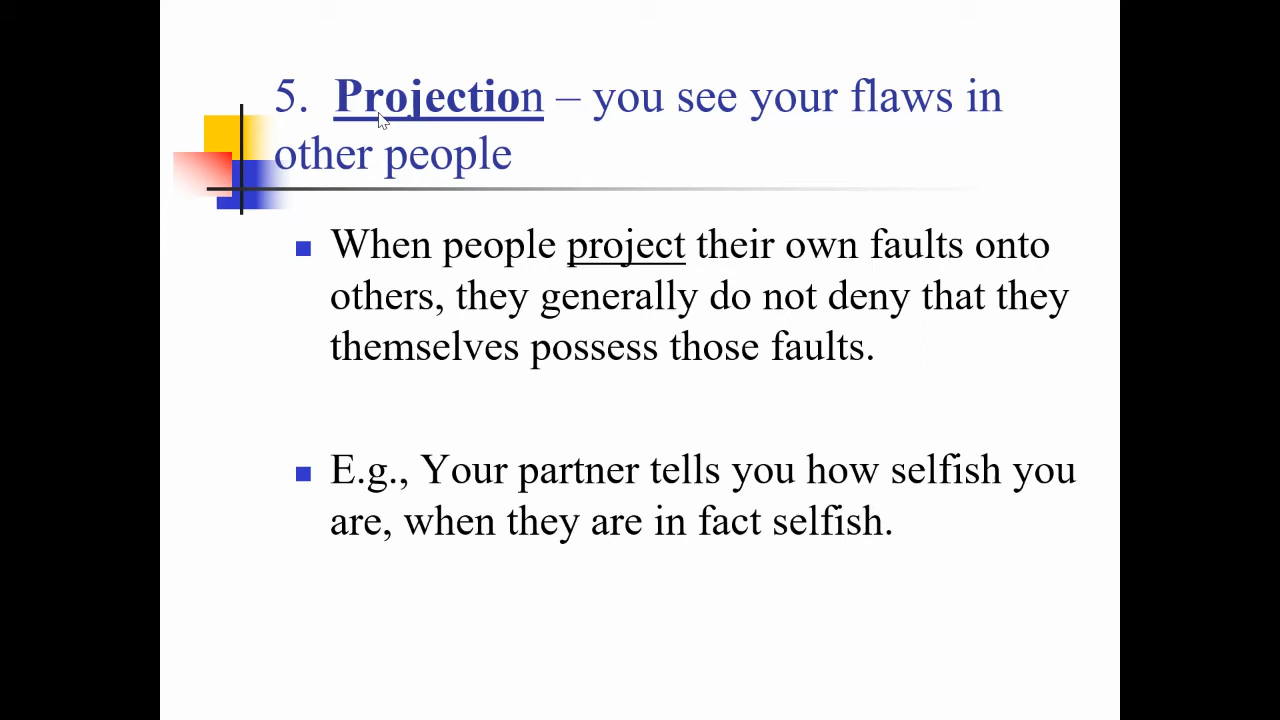 5. Projection – you see your flaws in
other people
When people project their own faults onto
others, they generally do not deny that they
themselves possess those faults.
E.g., Your partner tells you how selfish you
are, when they are in fact selfish.